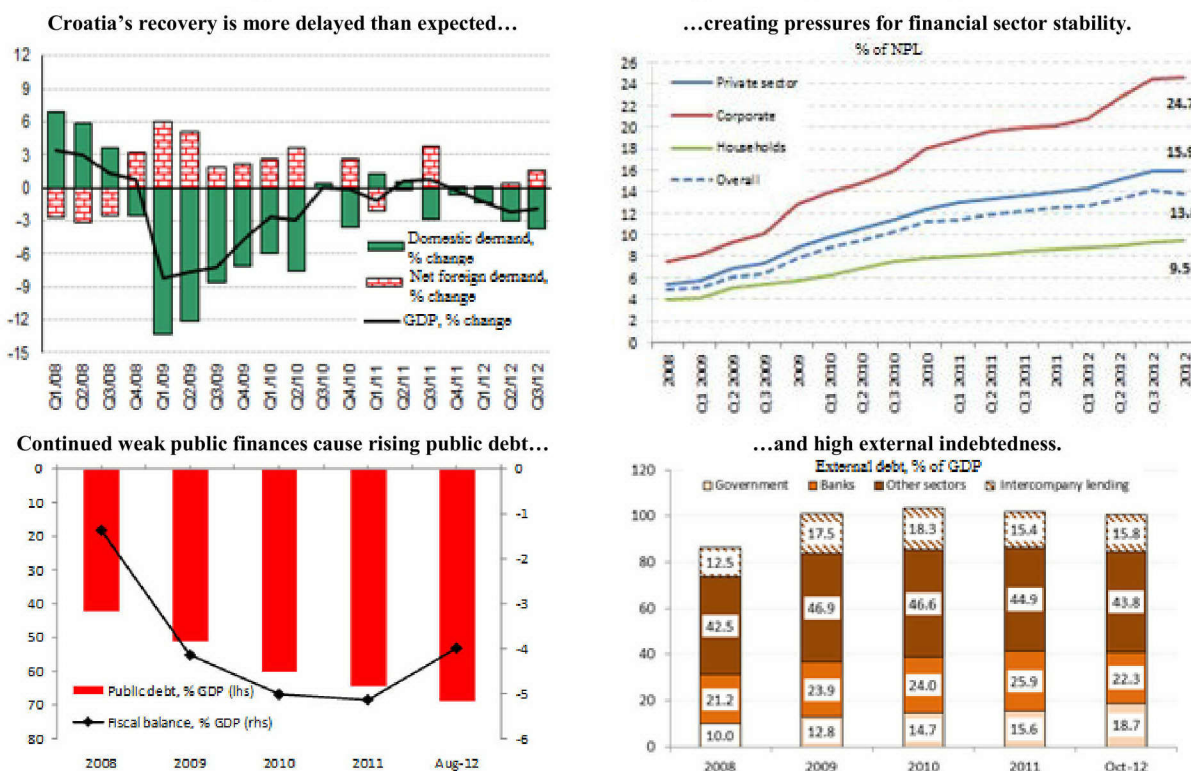 Croatia's recovery is more delayed than expected…
12
9
6
3
0
-3
-6
-9
-12
-15
Domestic demand,
% change
Net foreign demand,
% change
GDP, % change
Q1/08
Q2/08
Q3/08
Q4/08
Q1/09
Q2/09
Q3/09
Q4/09
Q1/10
Q2/10
Q3/10
Q4/10
Q1/11
Q2/11
Q3/11
Q4/11
Q1/12
Q2/12
Q3/12
…creating pressures for financial sector stability.
% of NPL
26
24
22
20
18
16
14
12
10
8
6
4
2
0
Private sector
Corporate
Households
Overall
24.7
15.9
13.
9.5
2008
Q1 2009
Q2 2009
Q3 2009
2009
Q1 2010
Q2 2010
Q3 2010
2010
Q1 2011
Q2 2011
Q3 2011
2011
Q1 2012
Q2 2012
Q3 2012
2012
Continued weak public finances cause rising public debt…
0
10
20
30
40
50
60
70
80
0
-1
-2
-3
-4
-5
-6
Public debt, % GDP (lhs)
Fiscal balance, % GDP (rhs)
2008 2009 2010 2011 Aug-12
…and high external indebtedness.
External debt, % of GDP
Government Banks Other sectors Intercompany lending
120
100
80
60
40
20
0
12.5 17.5 18.3 15.4 15.8
42.5 46.9 46.6 44.9 43.8
21.2 23.9 24.0 25.9 22.3
10.0 12.8 14.7 15.6 18.7
2008 2009 2010 2011 Oct-12